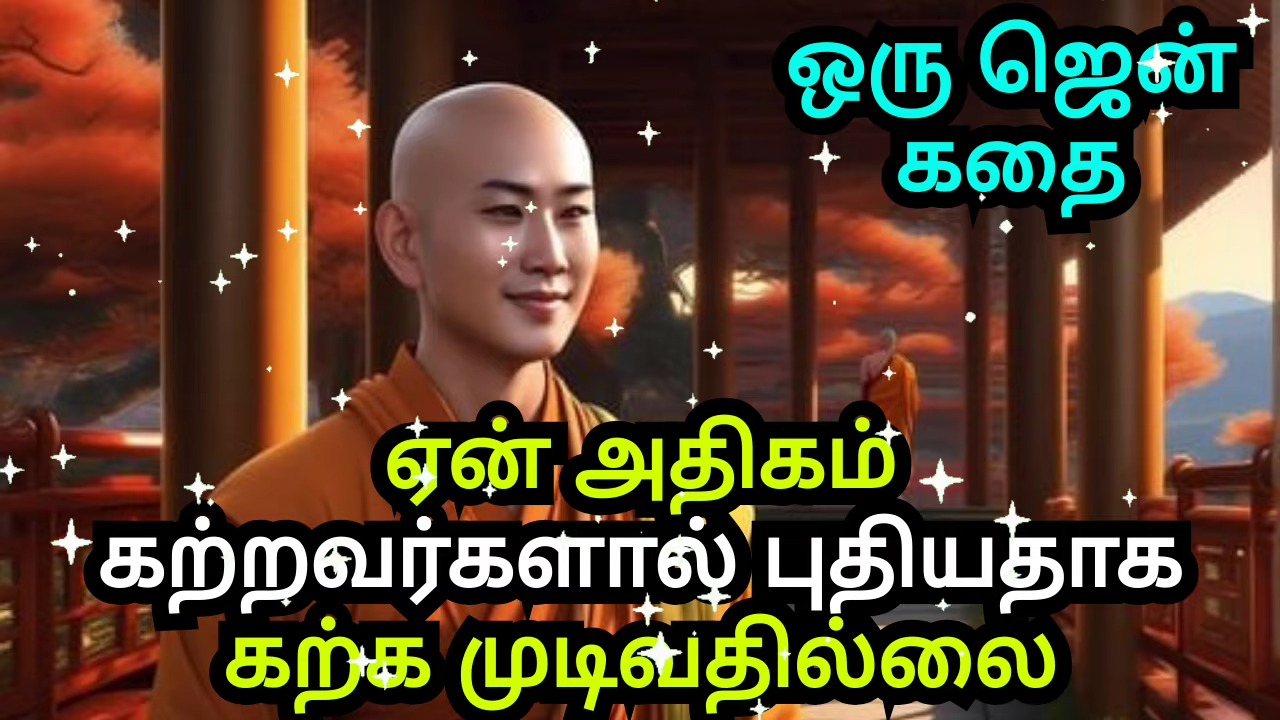 ஒரு ஜென்
கதை
ஏன் அதிகம்
கற்றவர்களால் புதியதாக
கற்க முடிவதில்லை